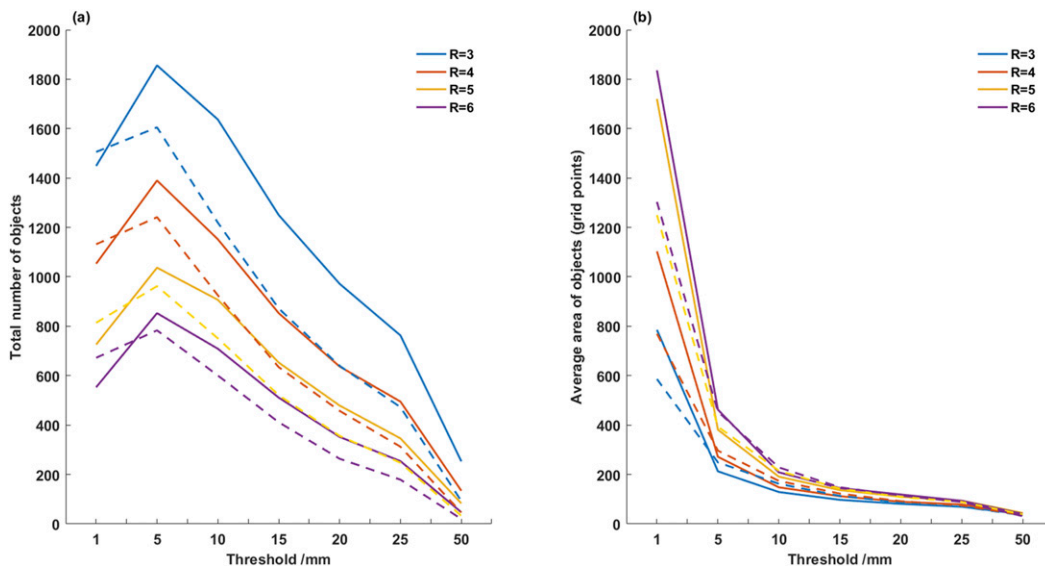 (a)
2000
1800
1600
1400
1200
1000
800
600
400
200
0
Total number of objects
1 5 10 15 20 25 50
Threshold /mm
R=3
R=4
R=5
R=6
(b)
2000
1800
1600
1400
1200
1000
800
600
400
200
0
Average area of objects (grid points)
1 5 10 15 20 25 50
Threshold /mm
R=3
R=4
R=5
R=6